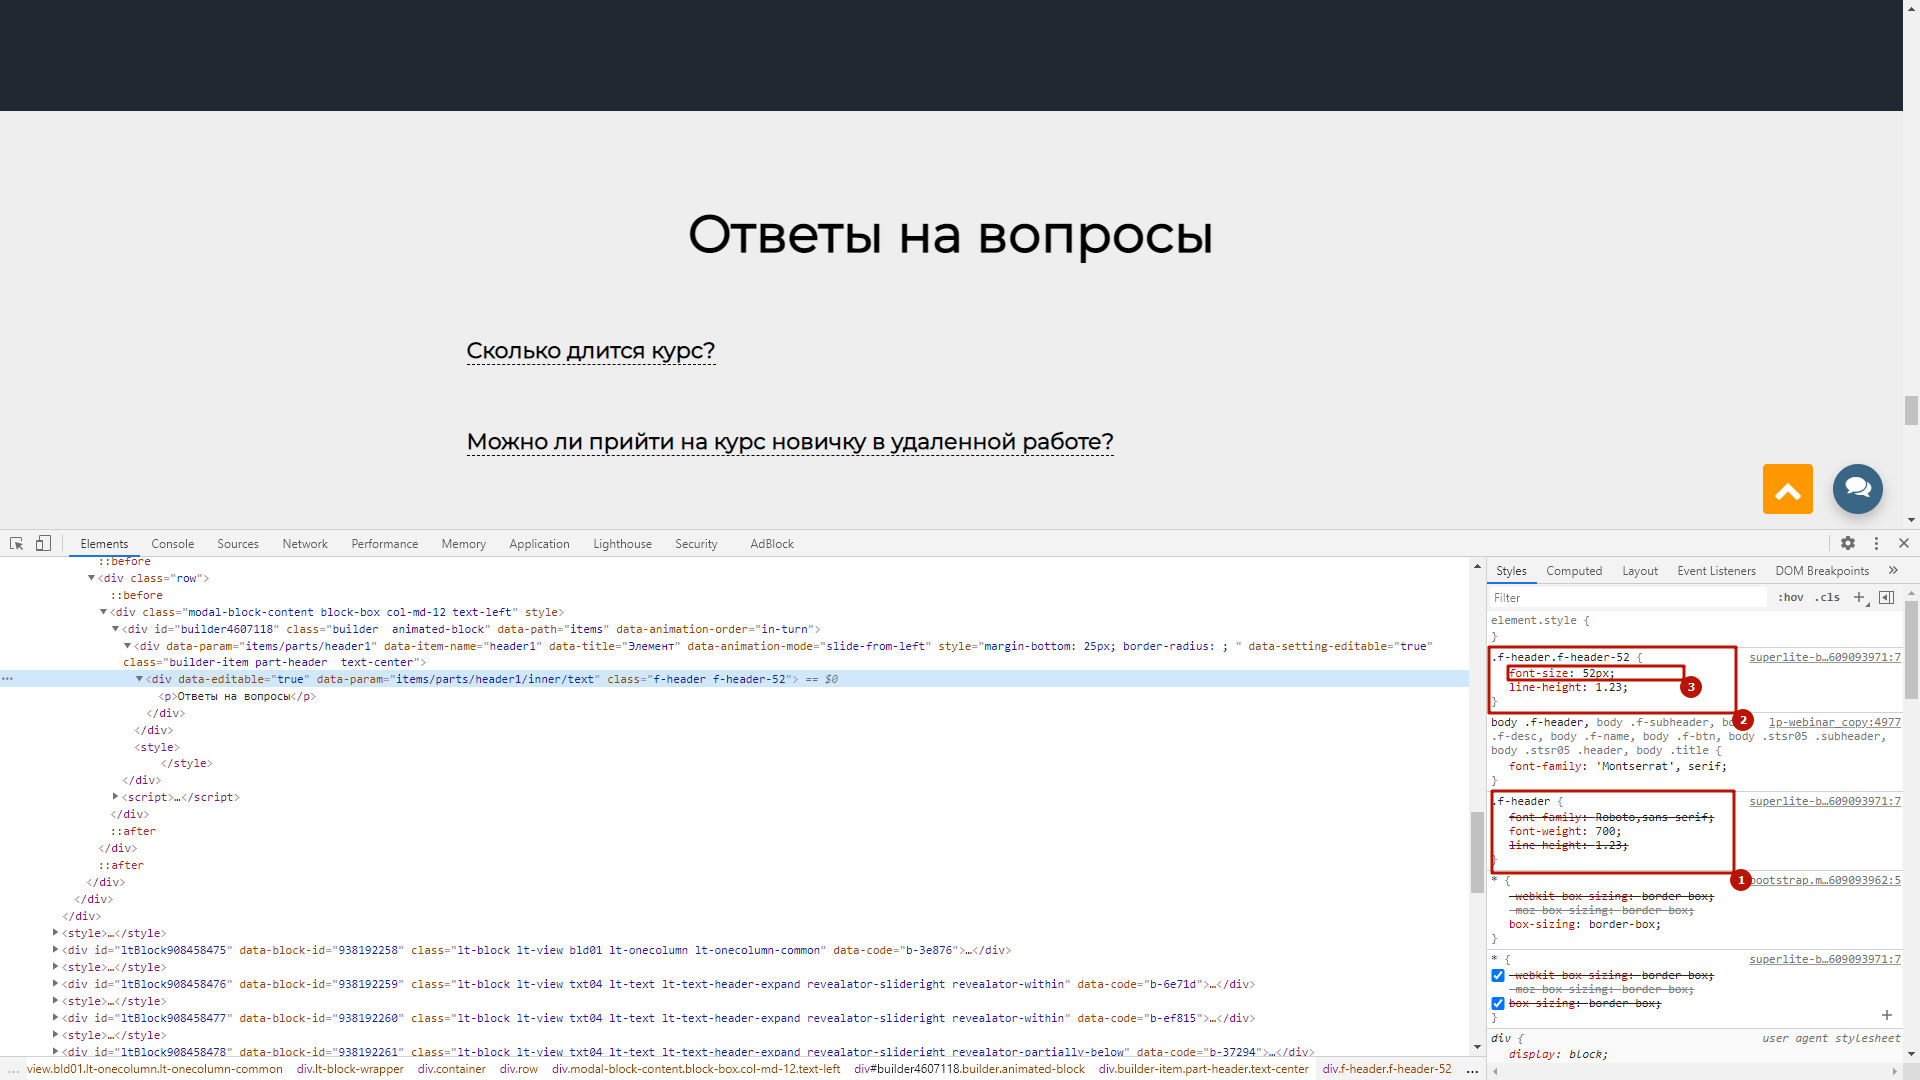 Ответы на вопросы
Сколько длится курс?
Можно ли прийти на курс новичку в удаленной работе?
Elements Console Sources Network Performance Memory Application Lighthouse Security AdBlock
::before
<div class="row">
::before
<div class="modal-block-content block-box col-md-12 text-left" style>
<div id="builder4607118" class="builder  animated-block" data-path="items" data-animation-order="in-turn">
<div data-param="items/parts/header1" data-item-name="header1" data-title="Элемент" data-animation-mode="slide-from-left" style="margin-bottom: 25px; border-radius: ; " data-setting-editable="true"
class="builder-item part-header  text-center">
... <div data-editable="true" data-param="items/parts/header1/inner/text" class="f-header f-header-52"> == $0
<p>Ответы на вопросы</p>
</div>
</div>
<style>
</style>
</div>
<script>…</script>
</div>
::after
</div>
::after
</div>
</div>
</div>
<style>…</style>
<div id="ltBlock908458475" data-block-id="938192258" class="lt-block lt-view bld01 lt-onecolumn lt-onecolumn-common" data-code="b-3e876">…</div>
<style>…</style>
<div id="ltBlock908458476" data-block-id="938192259" class="lt-block lt-view txt04 lt-text lt-text-header-expand revealator-slideright revealator-within" data-code="b-6e71d">…</div>
<style>…</style>
<div id="ltBlock908458477" data-block-id="938192260" class="lt-block lt-view txt04 lt-text lt-text-header-expand revealator-slideright revealator-within" data-code="b-ef815">…</div>
<style>…</style>
<div id="ltBlock908458478" data-block-id="938192261" class="lt-block lt-view txt04 lt-text lt-text-header-expand revealator-slideright revealator-partially-below" data-code="b-37294">…</div>
... view.bld01.lt-onecolumn.lt-onecolumn-common div.lt-block-wrapper div.container div.row div.modal-block-content.block-box.col-md-12.text-left div#builder4607118.builder.animated-block div.builder-item.part-header.text-center div.f-header.f-header-52 ...
Styles Computed Layout Event Listeners DOM Breakpoints »
Filter :hov .cls +
element.style {
}
.f-header.f-header-52 { superlite-b…609093971:7
font-size: 52px;
line-height: 1.23; 3
}
2
body .f-header, body .f-subheader, bo lp-webinar_copy:4977
.f-desc, body .f-name, body .f-btn, body .stsr05 .subheader,
body .stsr05 .header, body .title {
font-family: 'Montserrat', serif;
}
.f-header { superlite-b…609093971:7
font-family: Roboto,sans-serif;
font-weight: 700;
line-height: 1.23;
}
1
* { bootstrap.m…609093962:5
-webkit-box-sizing: border-box;
-moz-box-sizing: border-box;
box-sizing: border-box;
}
* { superlite-b…609093971:7
-webkit-box-sizing: border-box;
-moz-box-sizing: border-box;
box-sizing: border-box;
}
+
div { user agent stylesheet
display: block;